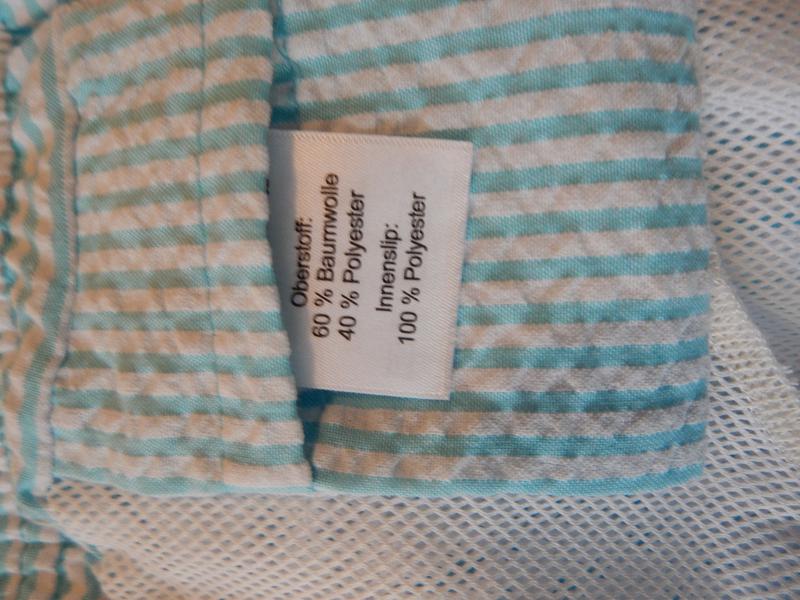 Oberstoff:
60 % Baumwolle
40 % Polyester
Innenslip:
100 % Polyester